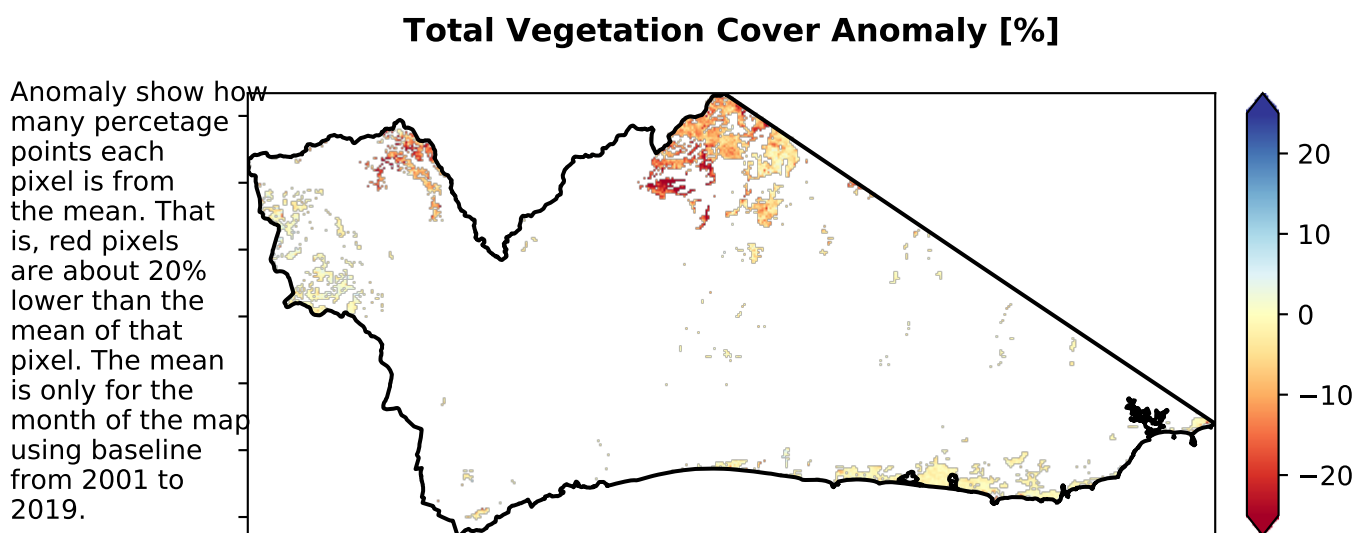 Total Vegetation Cover Anomaly [%]
Anomaly show how
many percetage
points each
pixel is from
the mean. That
is, red pixels
are about 20%
lower than the
mean of that
pixel. The mean
is only for the
month of the map
using baseline
from 2001 to
2019.
20
10
0
−10
−20